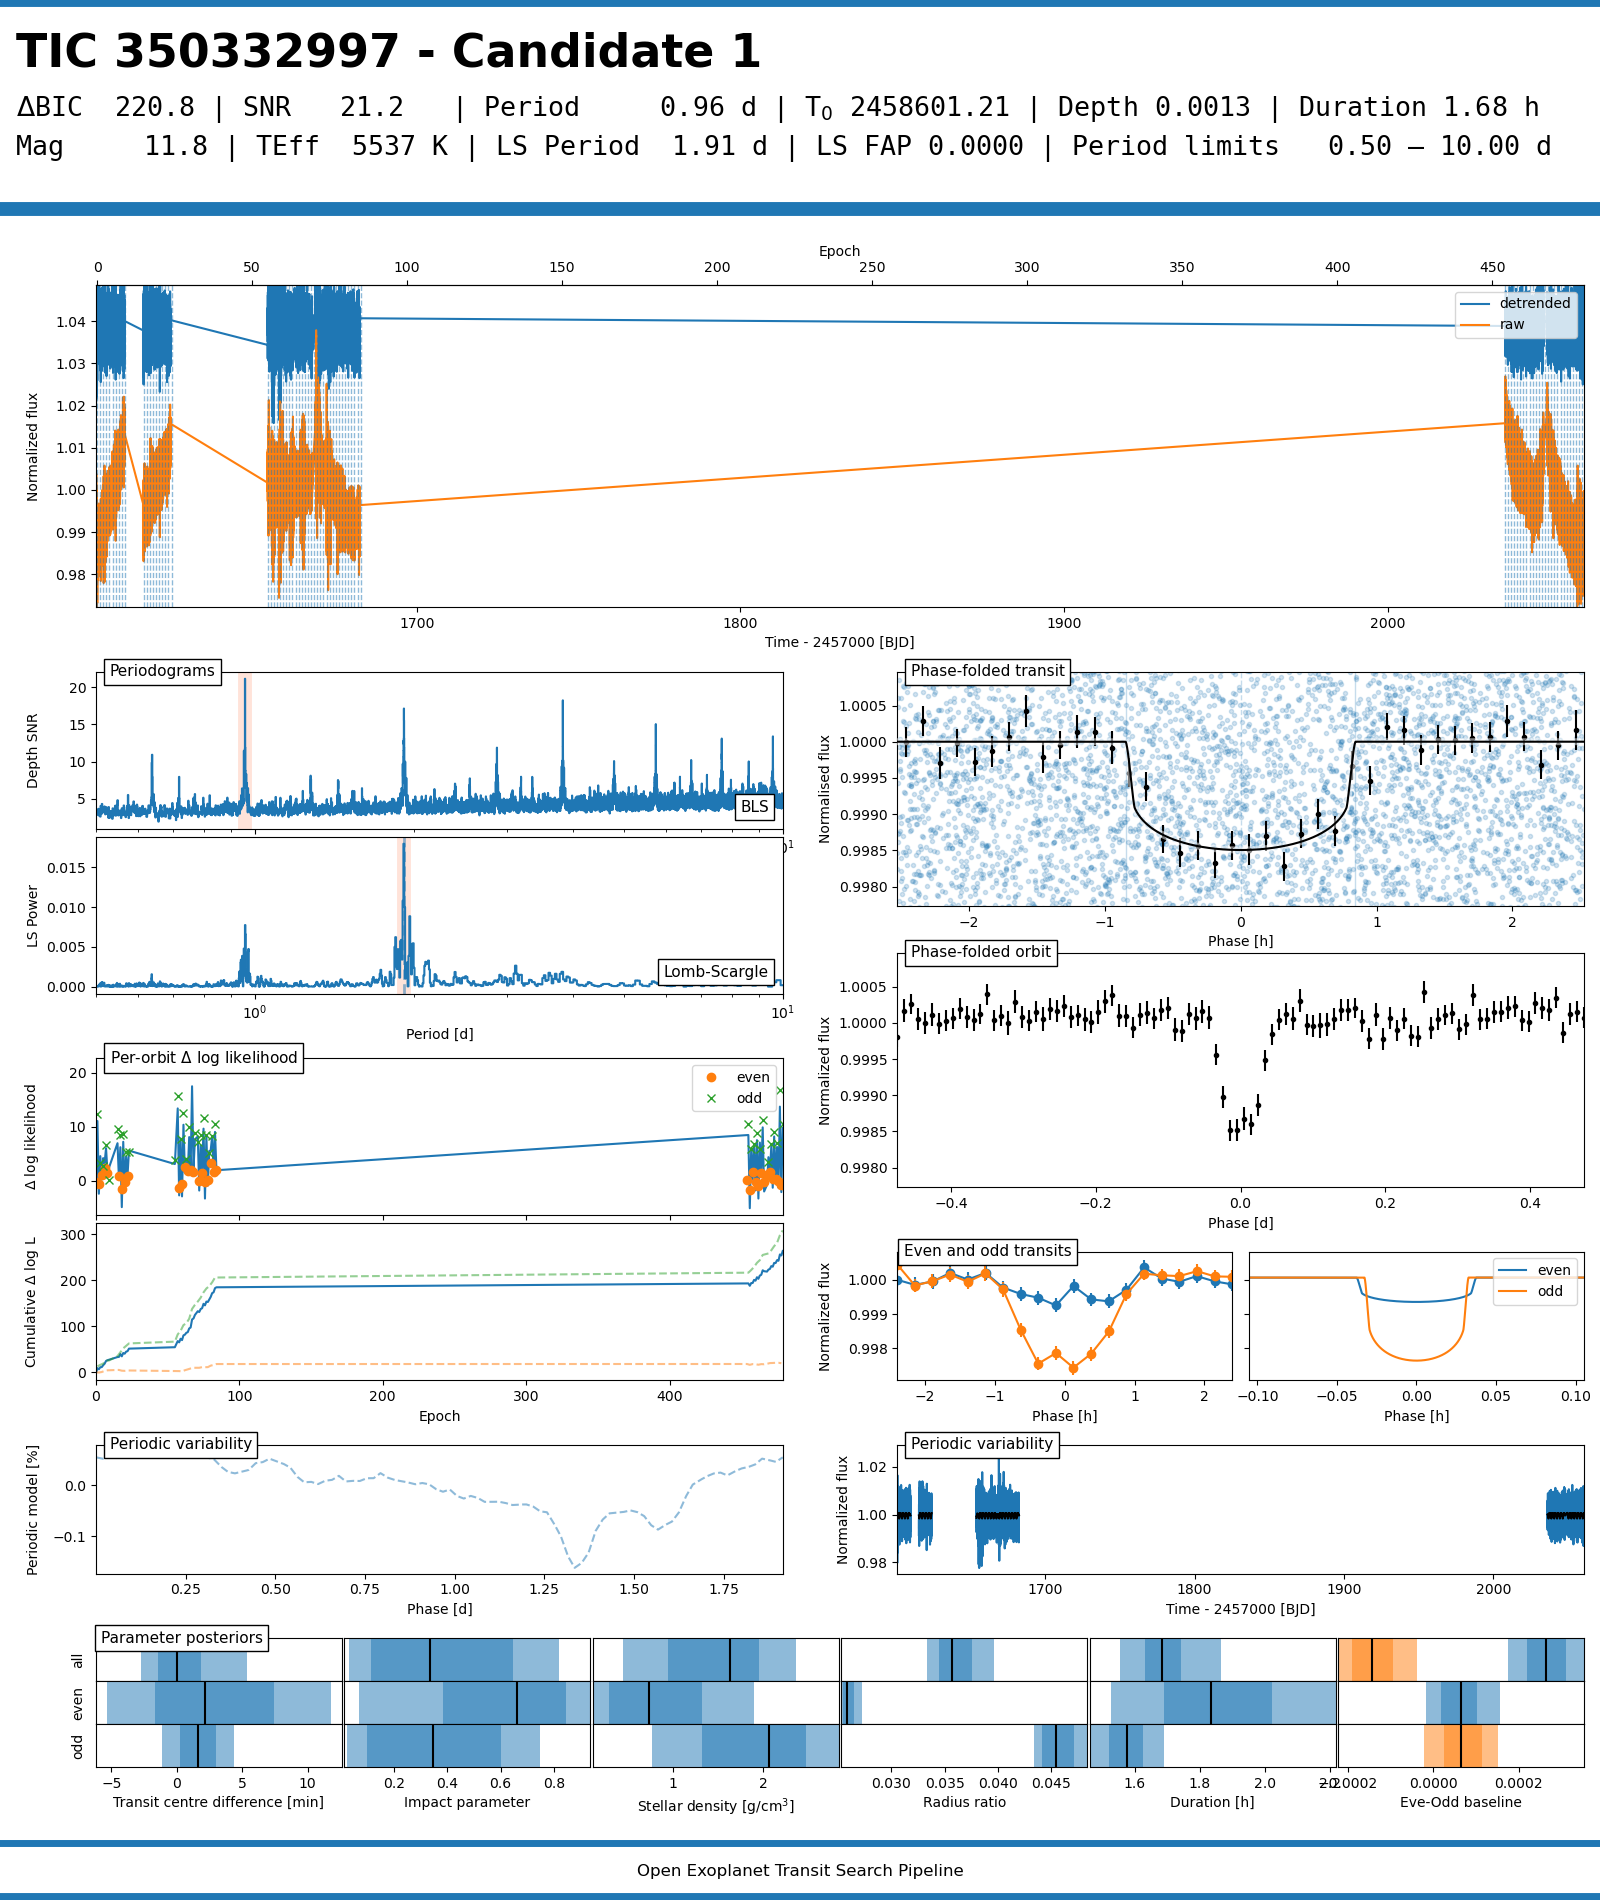 TIC 350332997 - Candidate 1
ΔBIC 220.8 | SNR 21.2 | Period 0.96 d | T0 2458601.21 | Depth 0.0013 | Duration 1.68 h
Mag 11.8 | TEff 5537 K | LS Period 1.91 d | LS FAP 0.0000 | Period limits 0.50 — 10.00 d
Epoch
0 50 100 150 200 250 300 350 400 450
Normalized flux
1.04
1.03
1.02
1.01
1.00
0.99
0.98
detrended
raw
1700 1800 1900 2000
Time - 2457000 [BJD]
Periodograms
Depth SNR
20
15
10
5
BLS
LS Power
0.015
0.010
0.005
0.000
Lomb-Scargle
10^0 10^1
Period [d]
Phase-folded transit
Normalised flux
1.0005
1.0000
0.9995
0.9990
0.9985
0.9980
−2 −1 0 1 2
Phase [h]
Phase-folded orbit
Normalized flux
1.0005
1.0000
0.9995
0.9990
0.9985
0.9980
−0.4 −0.2 0.0 0.2 0.4
Phase [d]
Per-orbit Δ log likelihood
Δ log likelihood
20
10
0
even
odd
Cumulative Δ log L
300
200
100
0
0 100 200 300 400
Epoch
Even and odd transits
Normalized flux
1.000
0.999
0.998
−2 −1 0 1 2
Phase [h]
even
odd
−0.10 −0.05 0.00 0.05 0.10
Phase [h]
Periodic variability
Periodic model [%]
0.0
−0.1
0.25 0.50 0.75 1.00 1.25 1.50 1.75
Phase [d]
Periodic variability
Normalized flux
1.02
1.00
0.98
1700 1800 1900 2000
Time - 2457000 [BJD]
Parameter posteriors
all
even
odd
−5 0 5 10
Transit centre difference [min]
0.2 0.4 0.6 0.8
Impact parameter
1 2
Stellar density [g/cm3]
0.030 0.035 0.040 0.045
Radius ratio
1.6 1.8 2.0
Duration [h]
0.0000 0.0002
Eve-Odd baseline
Open Exoplanet Transit Search Pipeline